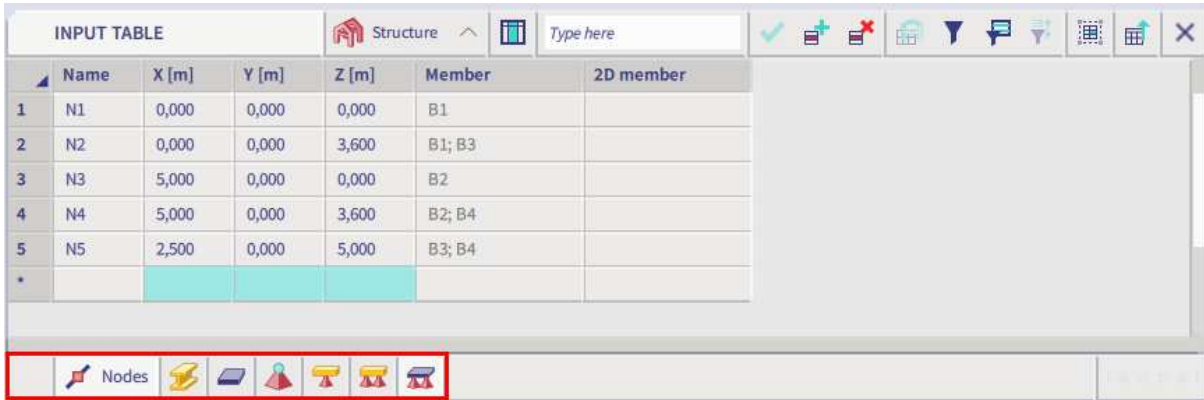 INPUT TABLE Structure Type here
Name X [m] Y [m] Z [m] Member 2D member
1 N1 0,000 0,000 0,000 B1
2 N2 0,000 0,000 3,600 B1; B3
3 N3 5,000 0,000 0,000 B2
4 N4 5,000 0,000 3,600 B2; B4
5 N5 2,500 0,000 5,000 B3; B4
*
Nodes